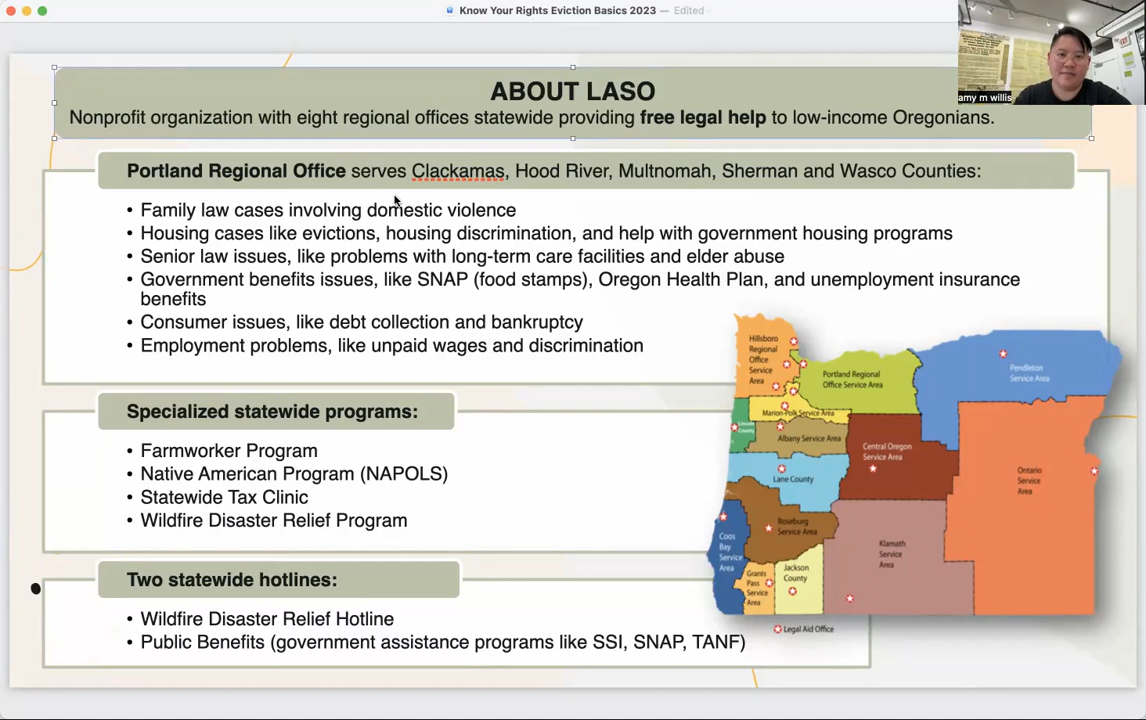 Know Your Rights Eviction Basics 2023 — Edited
amy m willis
ABOUT LASO
Nonprofit organization with eight regional offices statewide providing free legal help to low-income Oregonians.
Portland Regional Office serves Clackamas, Hood River, Multnomah, Sherman and Wasco Counties:
• Family law cases involving domestic violence
• Housing cases like evictions, housing discrimination, and help with government housing programs
• Senior law issues, like problems with long-term care facilities and elder abuse
• Government benefits issues, like SNAP (food stamps), Oregon Health Plan, and unemployment insurance
benefits
• Consumer issues, like debt collection and bankruptcy
• Employment problems, like unpaid wages and discrimination
Specialized statewide programs:
• Farmworker Program
• Native American Program (NAPOLS)
• Statewide Tax Clinic
• Wildfire Disaster Relief Program
Two statewide hotlines:
• Wildfire Disaster Relief Hotline
• Public Benefits (government assistance programs like SSI, SNAP, TANF)
Hillsboro
Regional
Office
Service
Area
Portland Regional
Office Service Area
Pendleton
Service Area
Marion-Polk Service Area
Lincoln
County
Albany Service Area
Central Oregon
Service Area
Ontario
Service
Area
Lane County
Roseburg
Service Area
Coos
Bay
Service
Area
Klamath
Service
Area
Grants
Pass
Service
Area
Jackson
County
Legal Aid Office